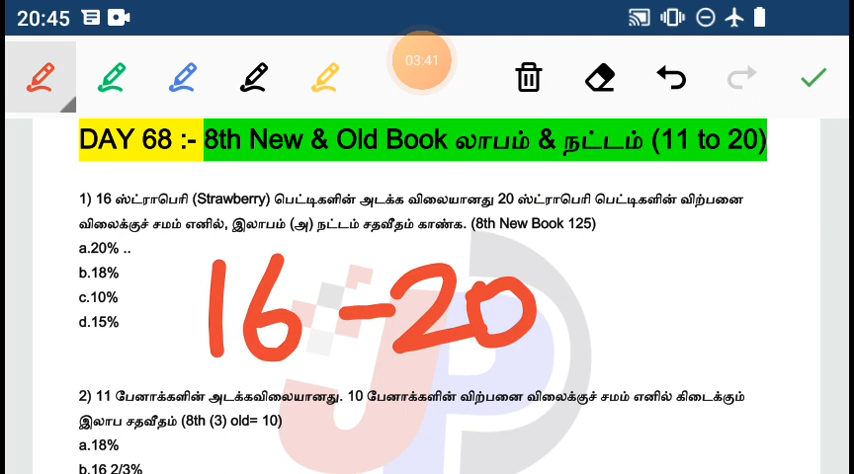 20:45
03:41
DAY 68 :- 8th New & Old Book லாபம் & நட்டம் (11 to 20)
1) 16 ஸ்ட்ராபெரி (Strawberry) பெட்டிகளின் அடக்க விலையானது 20 ஸ்ட்ராபெரி பெட்டிகளின் விற்பனை
விலைக்குச் சமம் எனில், இலாபம் (அ) நட்டம் சதவீதம் காண்க. (8th New Book 125)
a.20% ..
b.18%
c.10%
d.15%
16 - 20
2) 11 பேனாக்களின் அடக்கவிலையானது. 10 பேனாக்களின் விற்பனை விலைக்குச் சமம் எனில் கிடைக்கும்
இலாப சதவீதம் (8th (3) old= 10)
a.18%
b.16 2/3%